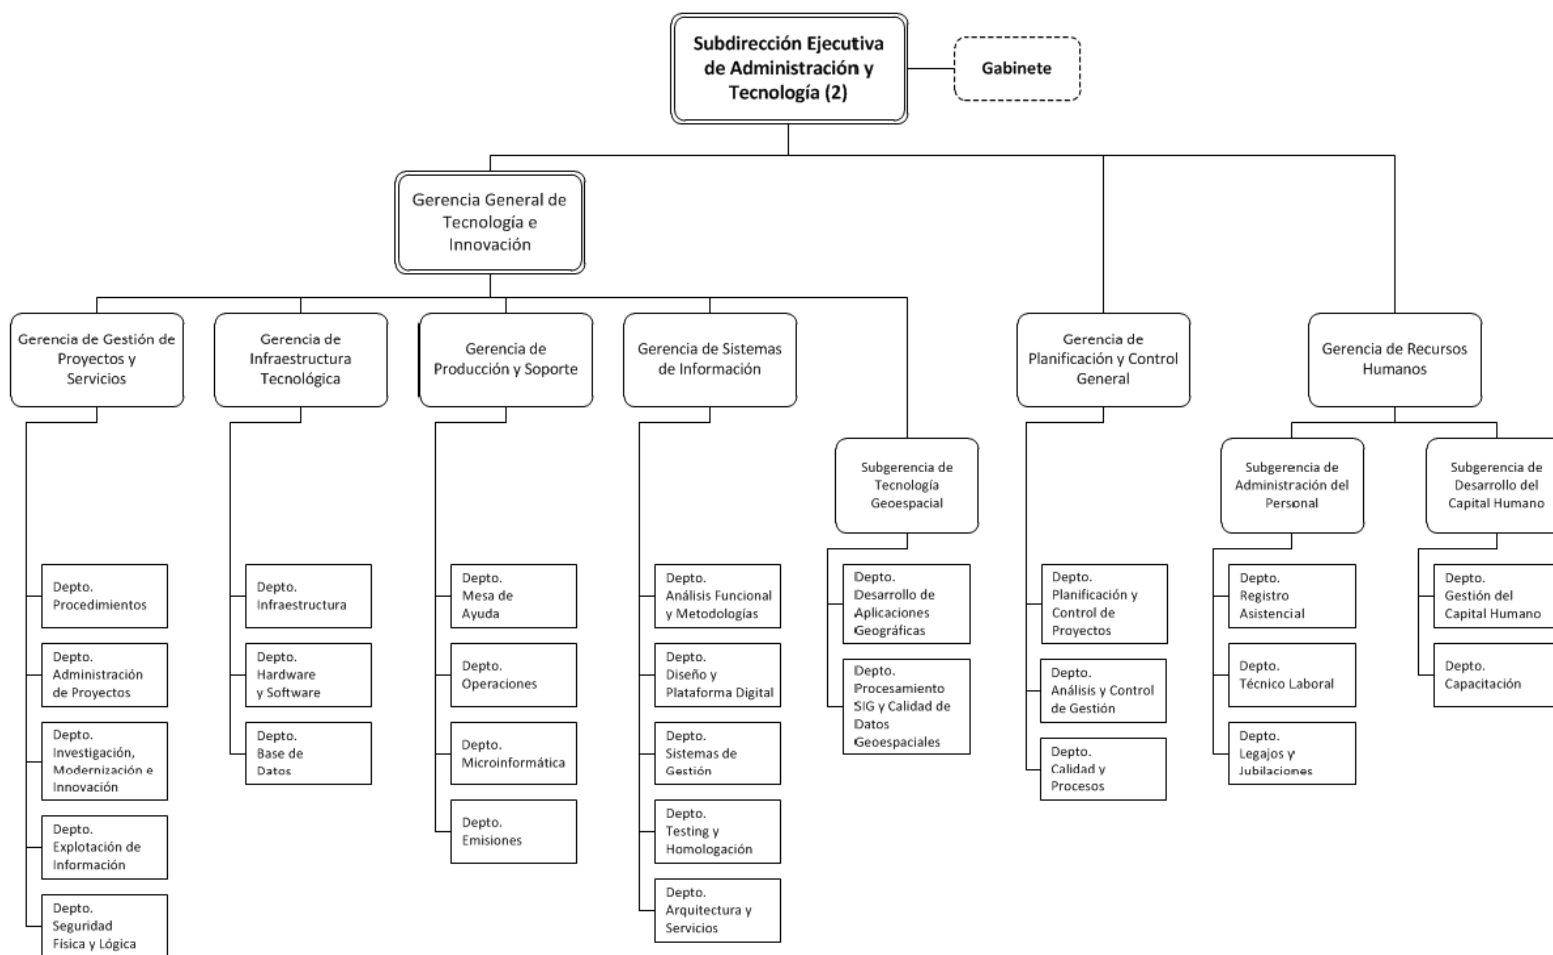 Subdirección Ejecutiva
de Administración y
Tecnología (2)
Gabinete
Gerencia General de
Tecnología e
Innovación
Gerencia de Gestión de
Proyectos y
Servicios
Gerencia de
Infraestructura
Tecnológica
Gerencia de
Producción y Soporte
Gerencia de Sistemas
de Información
Gerencia de
Planificación y Control
General
Gerencia de Recursos
Humanos
Subgerencia de
Tecnología
Geoespacial
Subgerencia de
Administración del
Personal
Subgerencia de
Desarrollo del
Capital Humano
Depto.
Procedimientos
Depto.
Administración
de Proyectos
Depto.
Investigación,
Modernización e
Innovación
Depto.
Explotación de
Información
Depto.
Seguridad
Física y Lógica
Depto.
Infraestructura
Depto.
Hardware
y Software
Depto.
Base de
Datos
Depto.
Mesa de
Ayuda
Depto.
Operaciones
Depto.
Microinformática
Depto.
Emisiones
Depto.
Análisis Funcional
y Metodologías
Depto.
Diseño y
Plataforma Digital
Depto.
Sistemas de
Gestión
Depto.
Testing y
Homologación
Depto.
Arquitectura y
Servicios
Depto.
Desarrollo de
Aplicaciones
Geográficas
Depto.
Procesamiento
SIG y Calidad de
Datos
Geoespaciales
Depto.
Planificación y
Control de
Proyectos
Depto.
Análisis y Control
de Gestión
Depto.
Calidad y
Procesos
Depto.
Registro
Asistencial
Depto.
Técnico Laboral
Depto.
Legajos y
Jubilaciones
Depto.
Gestión del
Capital Humano
Depto.
Capacitación